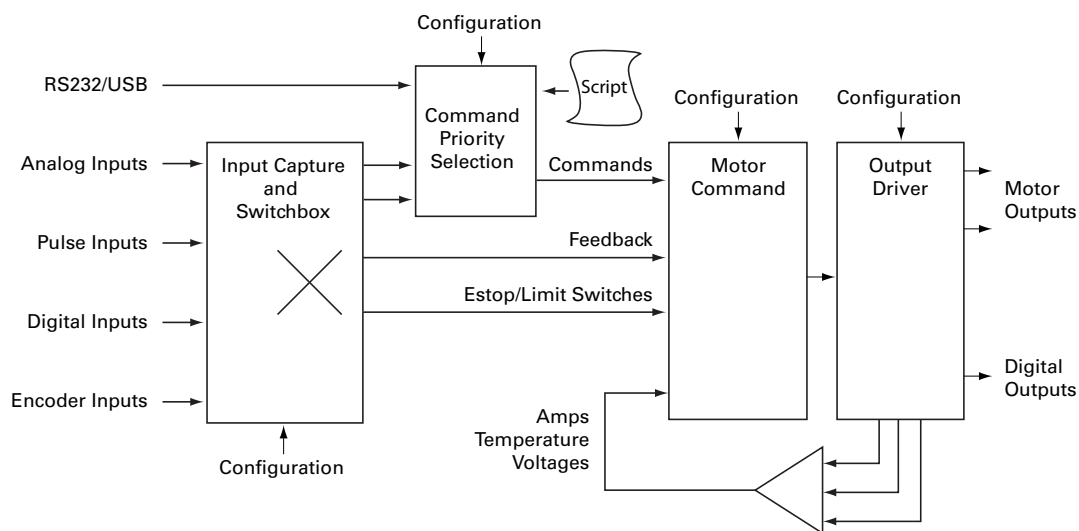 Configuration
RS232/USB
Script
Command
Priority
Selection
Configuration
Configuration
Analog Inputs
Input Capture
and
Switchbox
Commands
Motor
Command
Output
Driver
Motor
Outputs
Pulse Inputs
Feedback
Estop/Limit Switches
Digital Inputs
Digital
Outputs
Encoder Inputs
Amps
Temperature
Voltages
Configuration